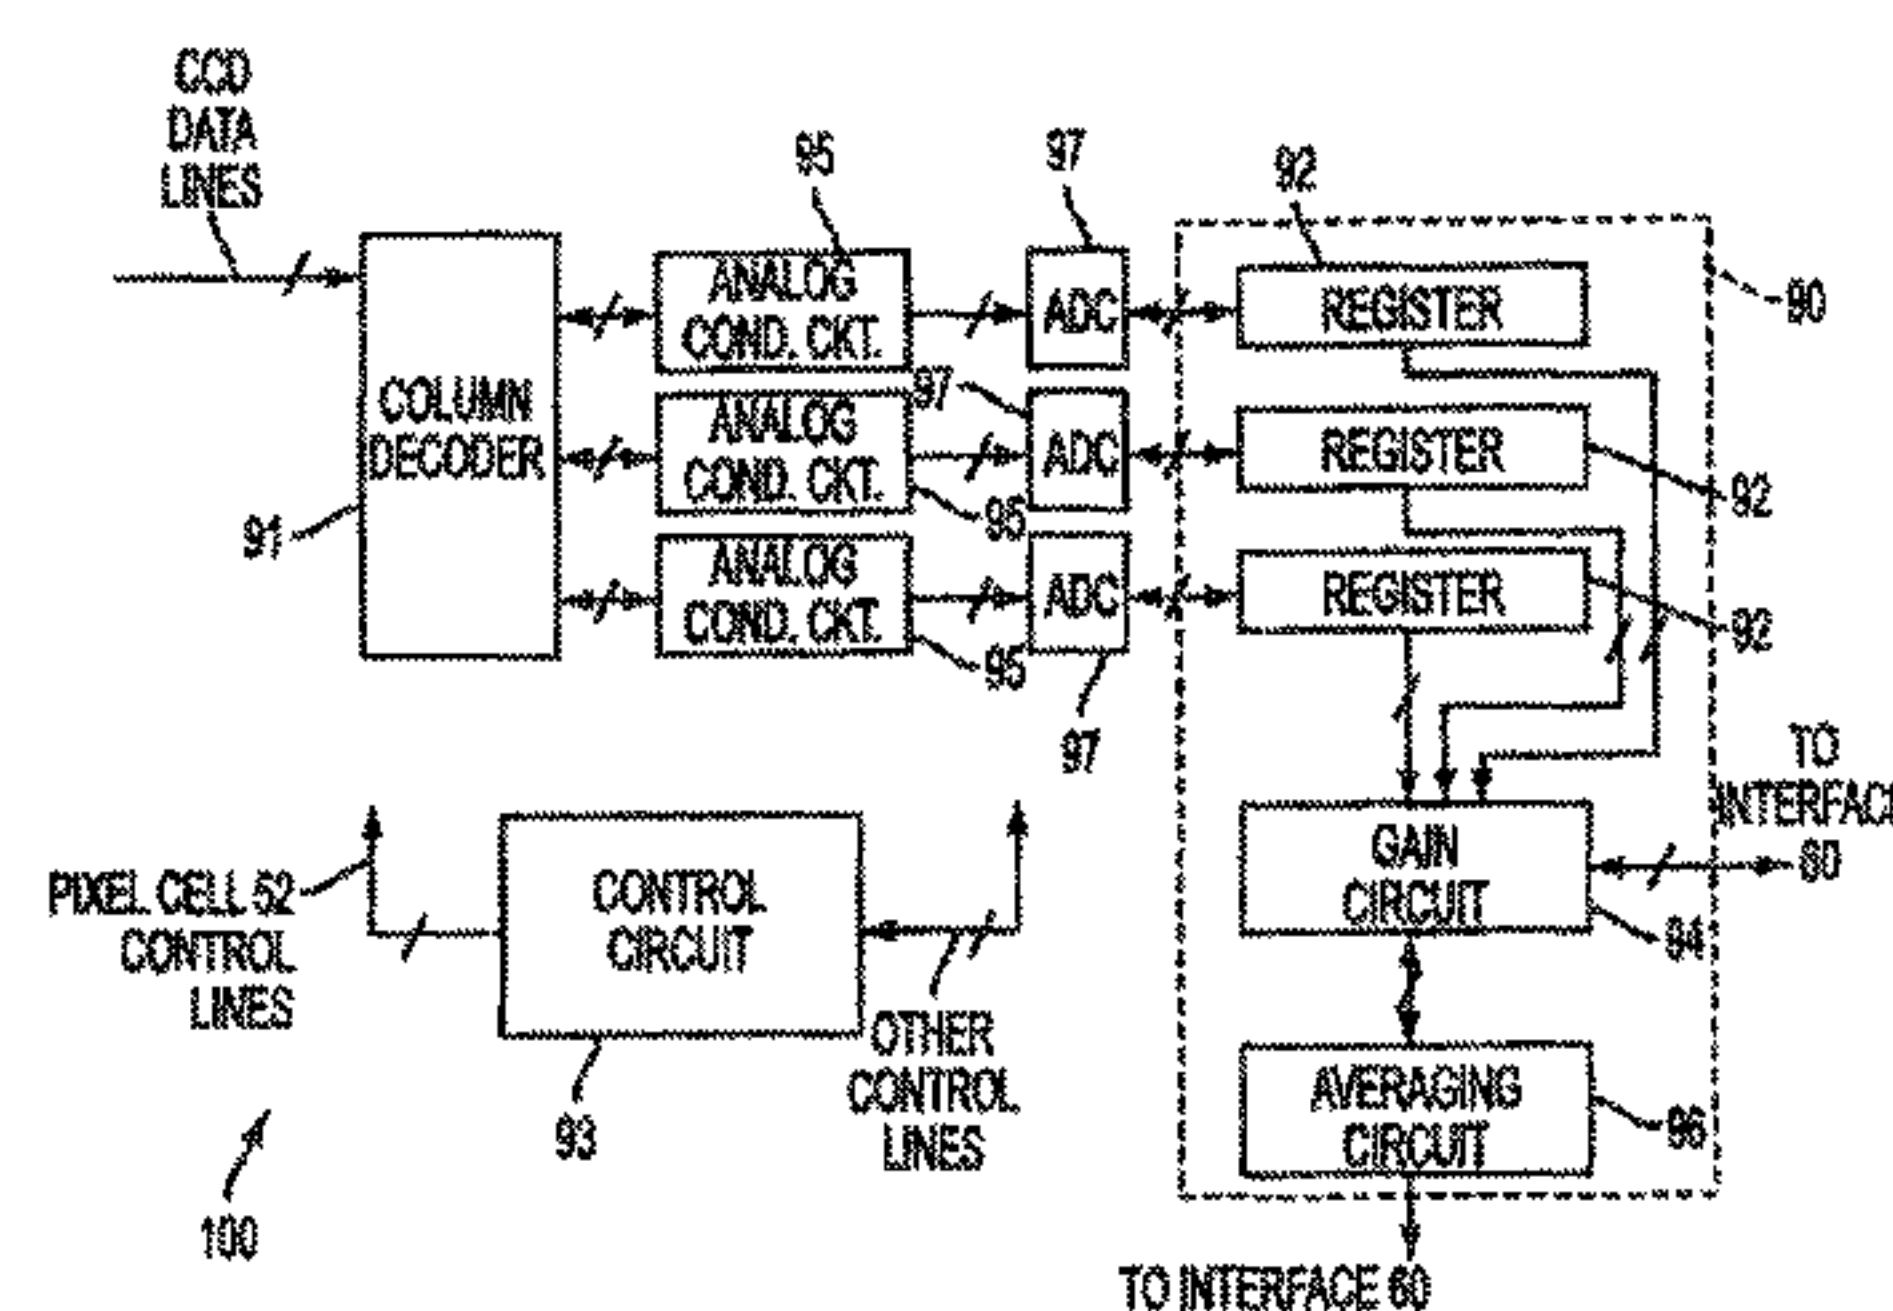 CCD
DATA
LINES
95
97
92
ANALOG
COND. CKT.
ADC
REGISTER
90
COLUMN
DECODER
91
97
ANALOG
COND. CKT.
95
ADC
REGISTER
92
ANALOG
COND. CKT.
95
ADC
97
REGISTER
92
TO
INTERFACE
60
PIXEL CELL 52
CONTROL
LINES
CONTROL
CIRCUIT
93
OTHER
CONTROL
LINES
GAIN
CIRCUIT
94
AVERAGING
CIRCUIT
96
100
TO INTERFACE 60